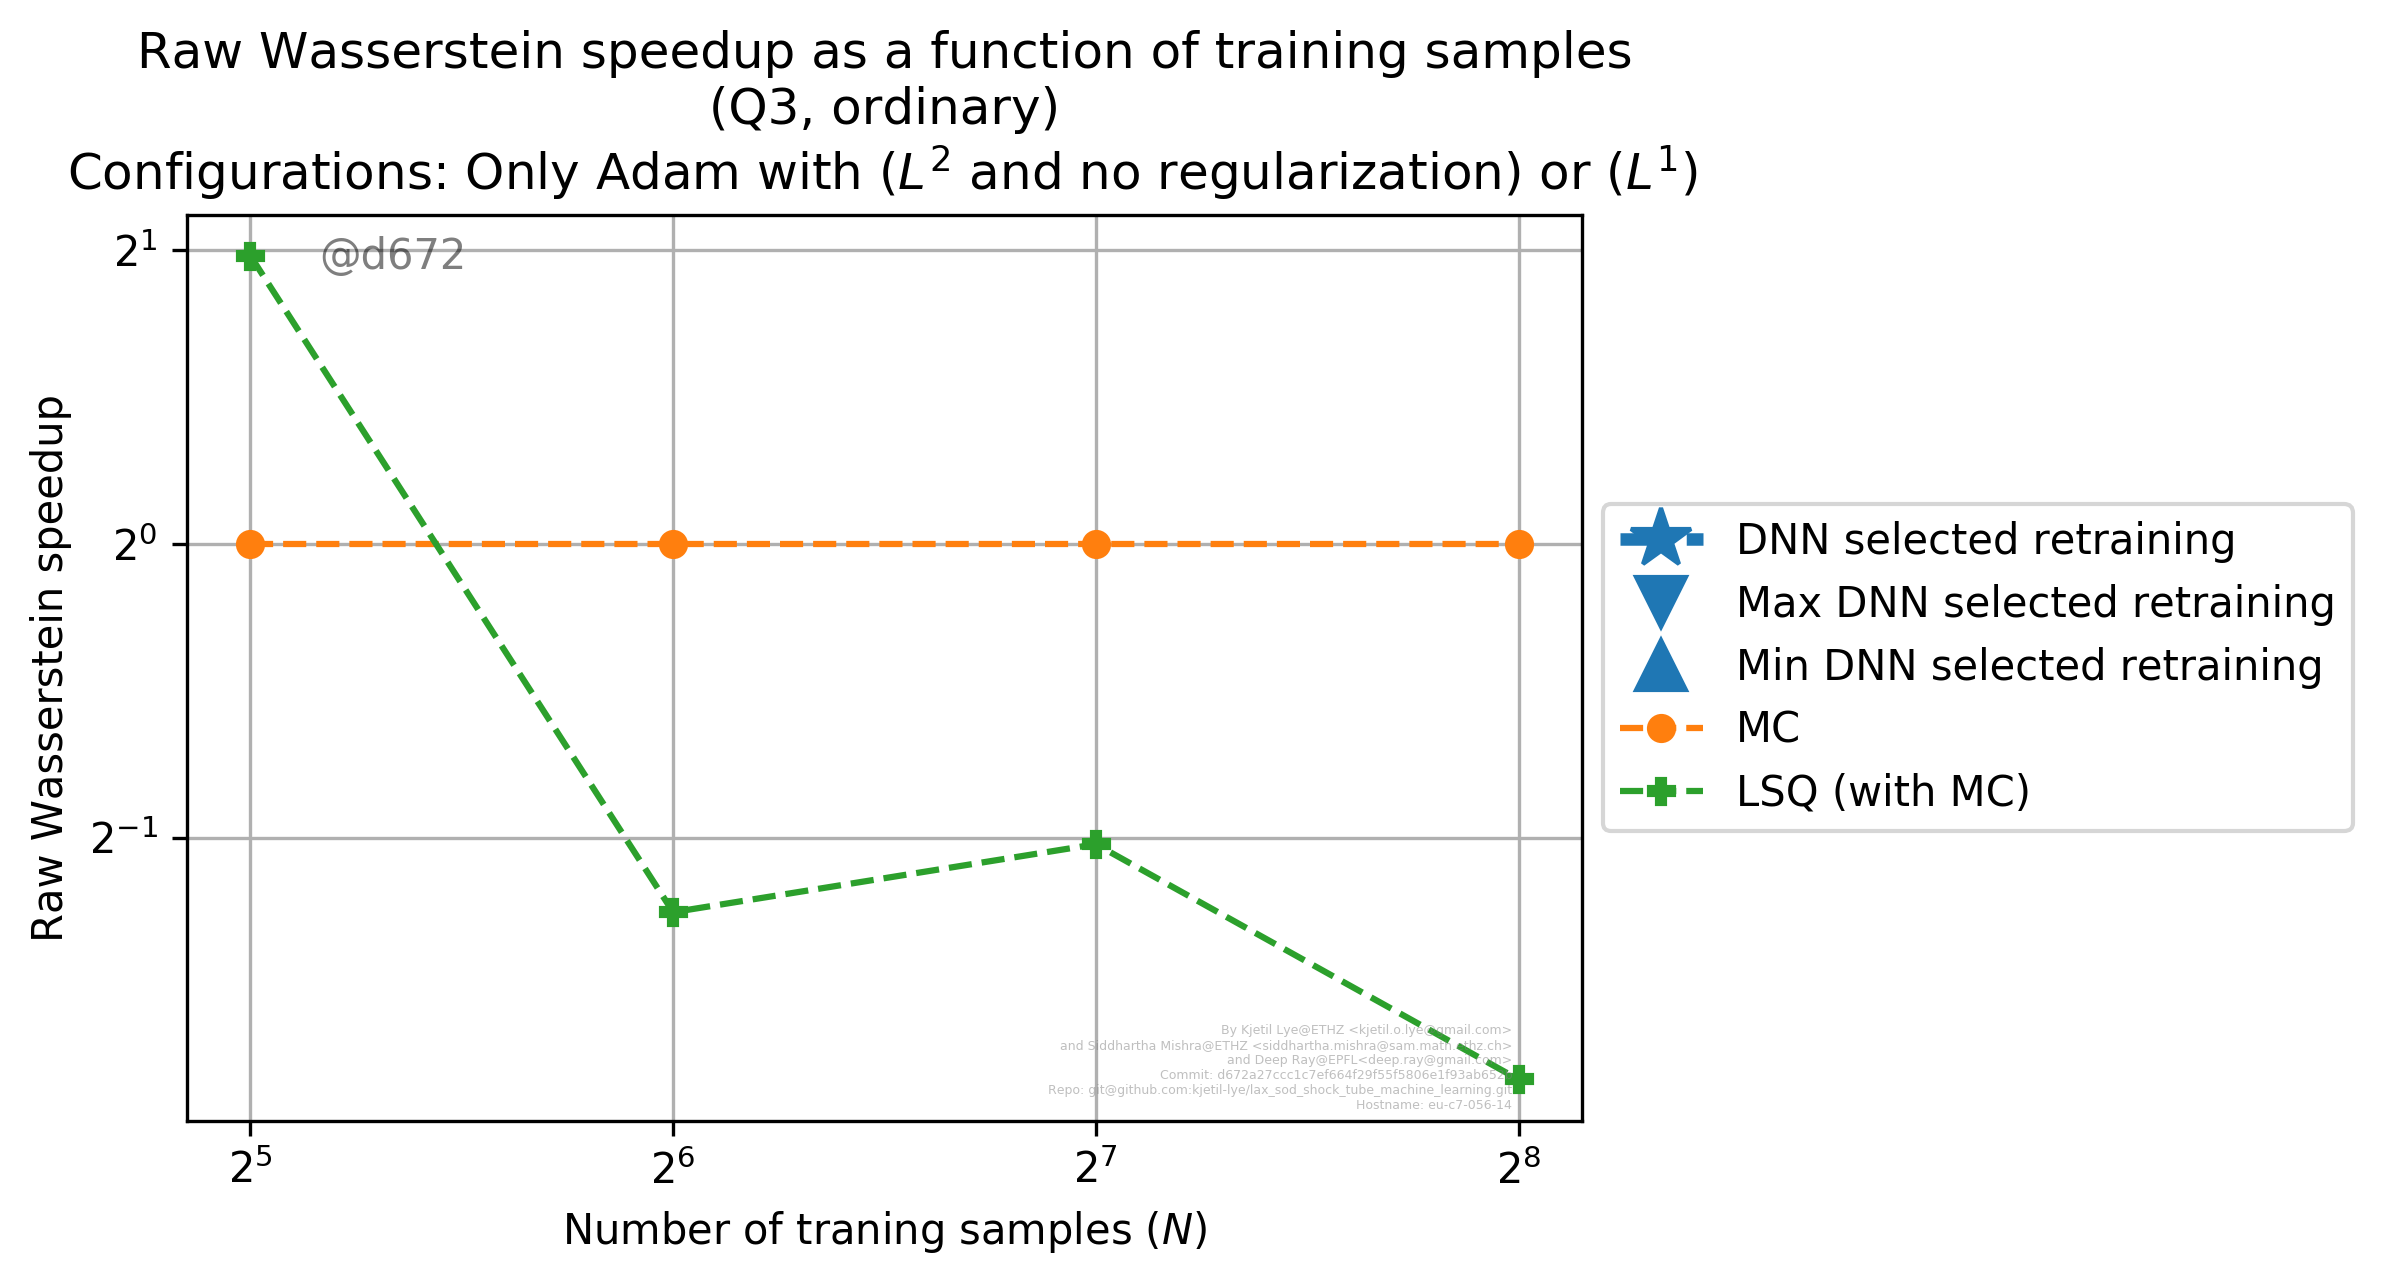 Raw Wasserstein speedup as a function of training samples
(Q3, ordinary)
Configurations: Only Adam with (L² and no regularization) or (L¹)
@d672
2¹
2⁰
2⁻¹
Raw Wasserstein speedup
DNN selected retraining
Max DNN selected retraining
Min DNN selected retraining
MC
LSQ (with MC)
By Kjetil Lye@ETHZ <kjetil.o.lye@gmail.com>
and Siddhartha Mishra@ETHZ <siddhartha.mishra@sam.math.ethz.ch>
and Deep Ray@EPFL<deep.ray@gmail.com>
Commit:
Repo: git@github.com:kjetil-lye/lax_sod_shock_tube_machine_learning.git
Hostname: eu-c7-056-14
2⁵ 2⁶ 2⁷ 2⁸
Number of traning samples (N)